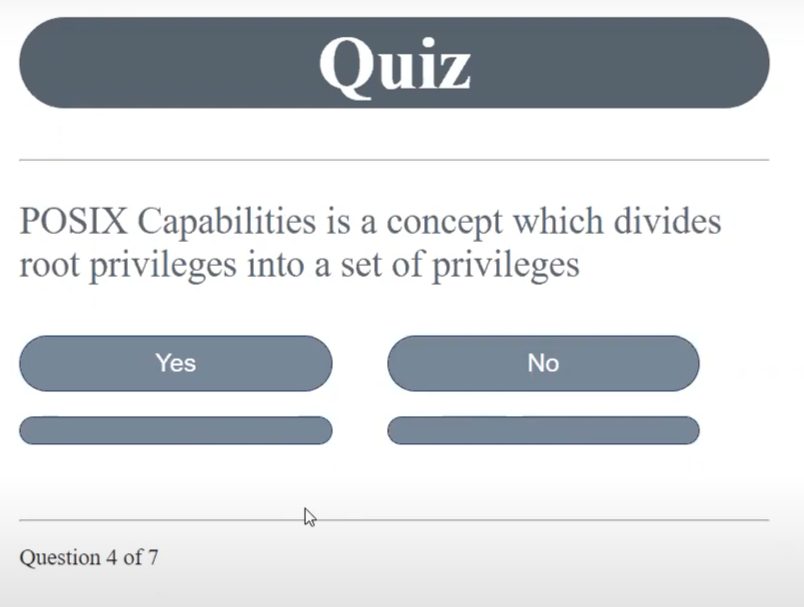 Quiz
POSIX Capabilities is a concept which divides
root privileges into a set of privileges
Yes
No
Question 4 of 7